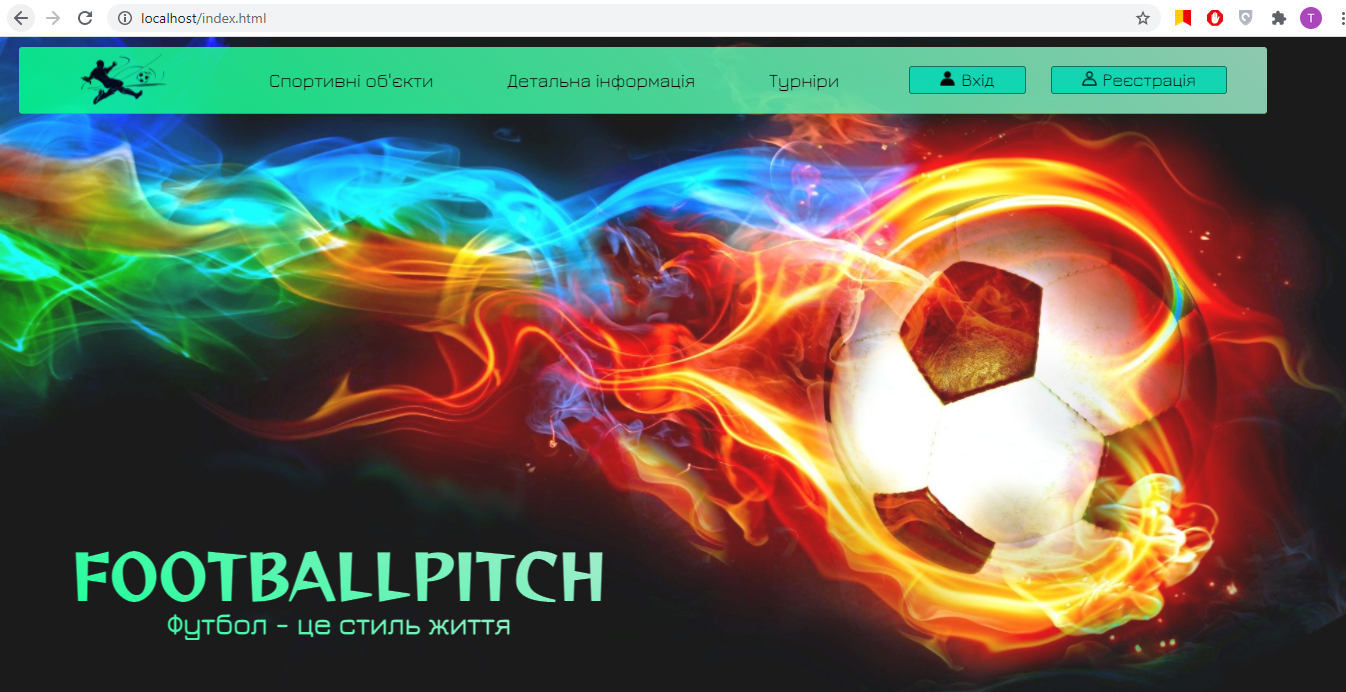 localhost/index.html
T
Спортивні об'єкти Детальна інформація Турніри Вхід Реєстрація
FOOTBALLPITCH
Футбол - це стиль життя